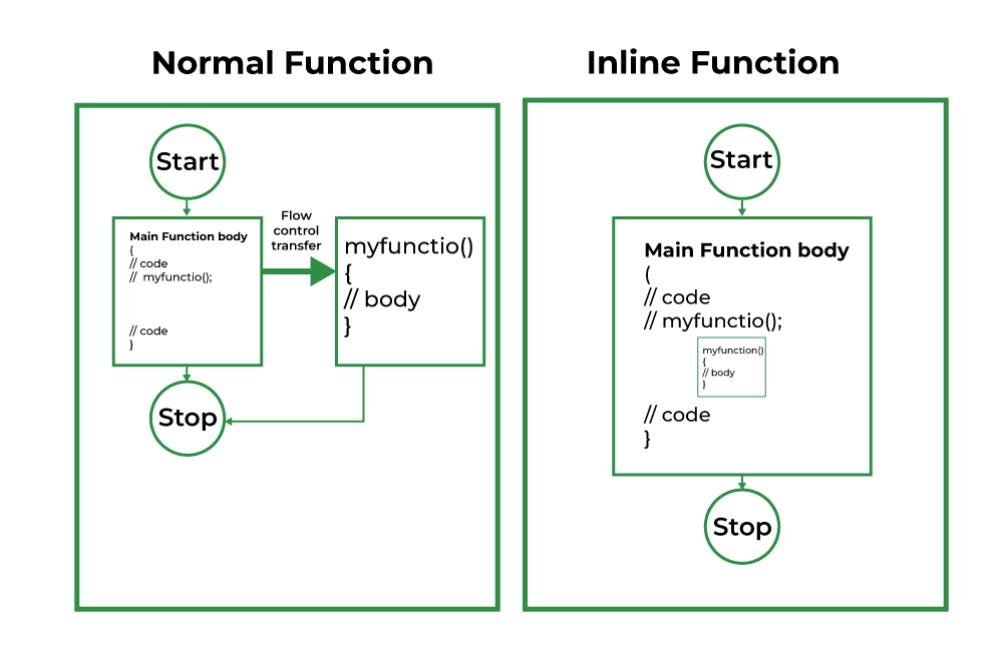 Normal Function
Start
Main Function body
{
// code
// myfunctio();
// code
}
Flow
control
transfer
myfunctio()
{
// body
}
Stop
Inline Function
Start
Main Function body
(
// code
// myfunctio();
myfunction()
{
// body
}
// code
}
Stop